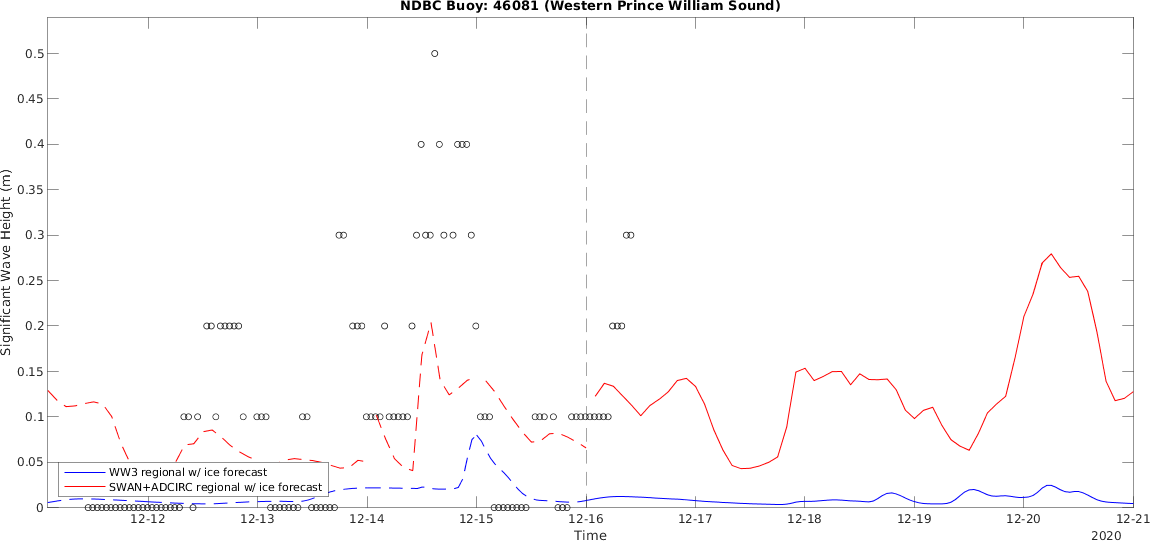 NDBC Buoy: 46081 (Western Prince William Sound)
Significant Wave Height (m)
0.5
0.45
0.4
0.35
0.3
0.25
0.2
0.15
0.1
0.05
0
WW3 regional w/ ice forecast
SWAN+ADCIRC regional w/ ice forecast
12-12 12-13 12-14 12-15 12-16 12-17 12-18 12-19 12-20 12-21
Time
2020